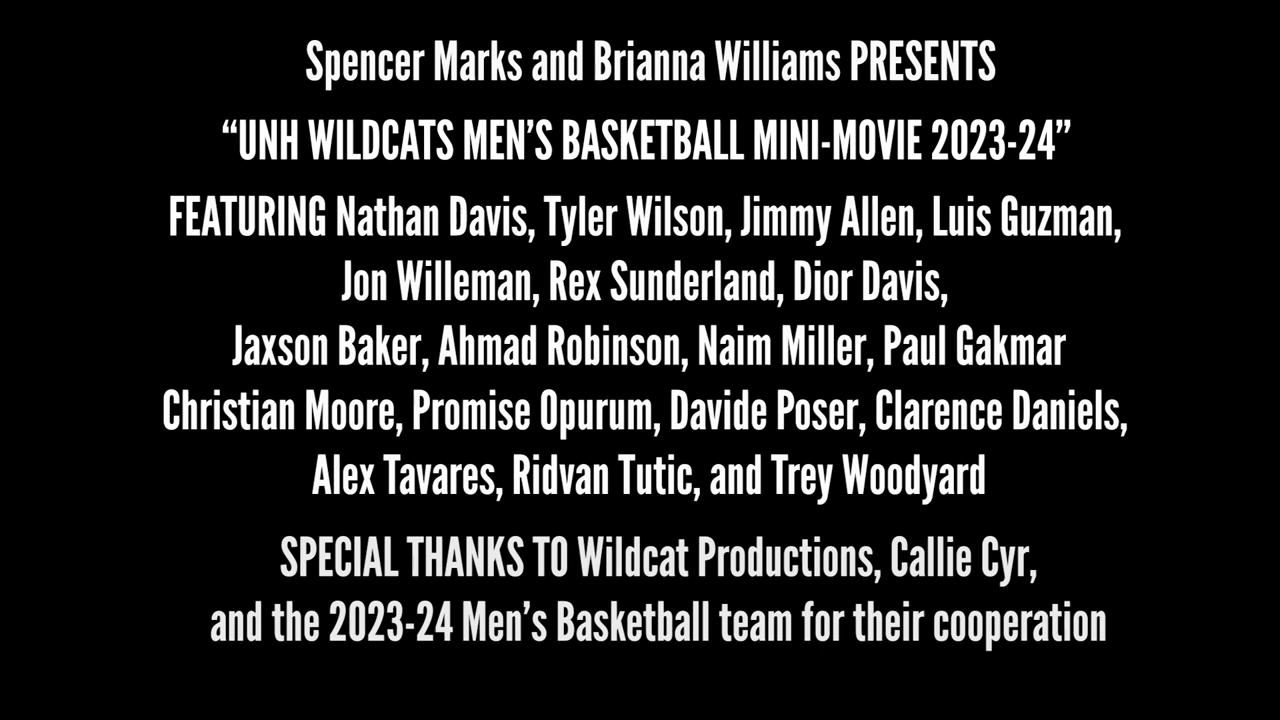 Spencer Marks and Brianna Williams PRESENTS
“UNH WILDCATS MEN’S BASKETBALL MINI-MOVIE 2023-24”
FEATURING Nathan Davis, Tyler Wilson, Jimmy Allen, Luis Guzman,
Jon Willeman, Rex Sunderland, Dior Davis,
Jaxson Baker, Ahmad Robinson, Naim Miller, Paul Gakmar
Christian Moore, Promise Opurum, Davide Poser, Clarence Daniels,
Alex Tavares, Ridvan Tutic, and Trey Woodyard
SPECIAL THANKS TO Wildcat Productions, Callie Cyr,
and the 2023-24 Men’s Basketball team for their cooperation